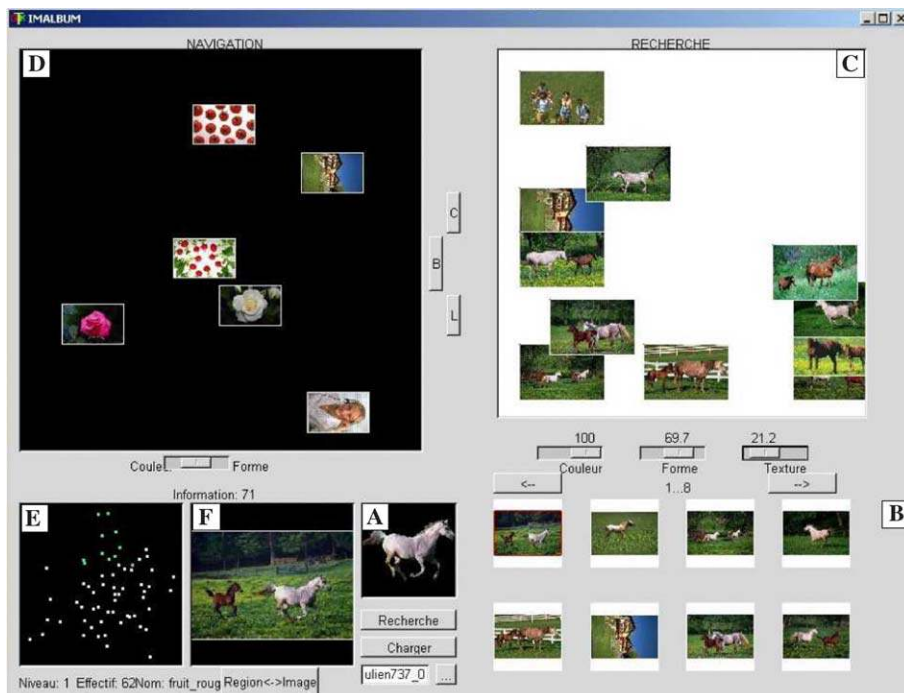 IMALBUM
NAVIGATION
RECHERCHE
D
C
C
B
L
Couleu
Forme
100
69.7
21.2
Couleur
Forme
Texture
<--
1...8
-->
Information: 71
E
F
A
B
Recherche
Charger
ulien737_0
...
Niveau: 1 Effectif: 62Nom: fruit_roug
Region<->Image